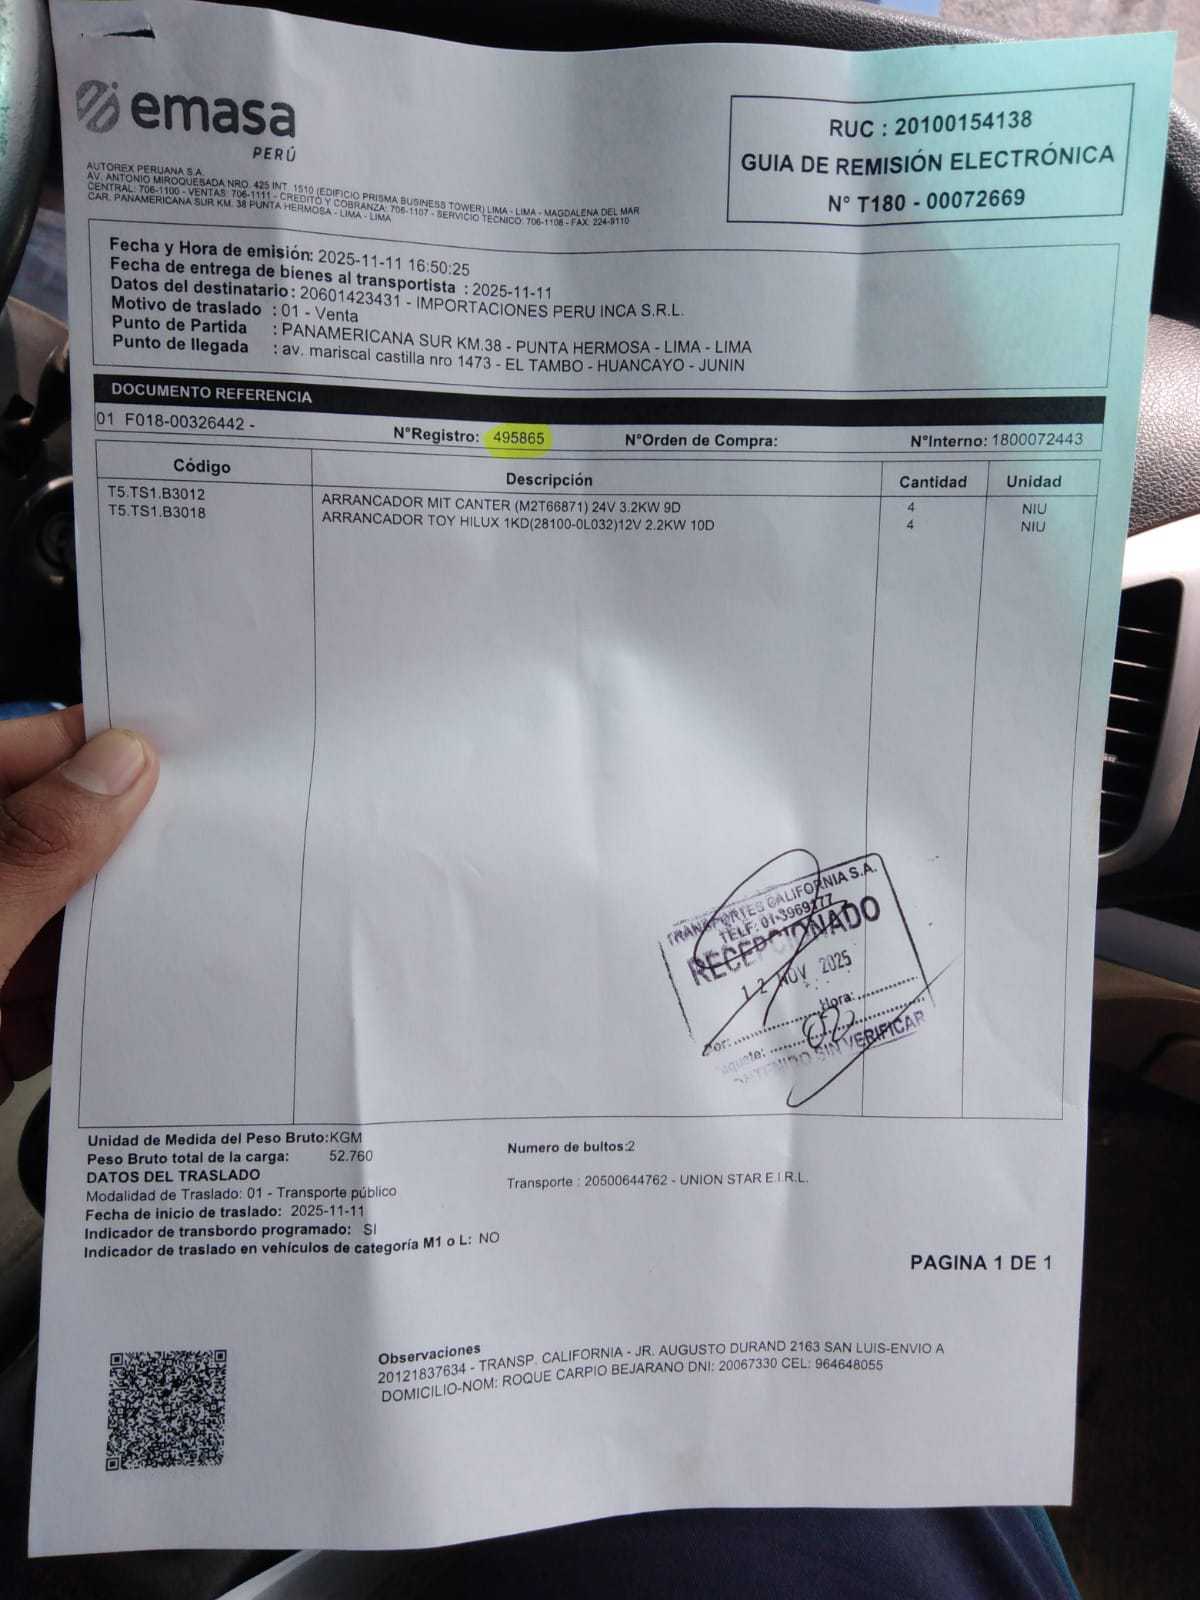 emasa
PERÚ
AUTOREX PERUANA S.A.
AV. ANTONIO MIROQUESADA NRO. 425 INT. 1510 (EDIFICIO PRISMA BUSINESS TOWER) LIMA - LIMA - MAGDALENA DEL MAR
CENTRAL: 706-1100 - VENTAS: 706-1111 - CREDITO Y COBRANZA: 706-1107 - SERVICIO TECNICO: 706-1108 - FAX: 224-9110
CAR. PANAMERICANA SUR KM. 38 PUNTA HERMOSA - LIMA - LIMA
RUC : 20100154138
GUIA DE REMISIÓN ELECTRÓNICA
N° T180 - 00072669
Fecha y Hora de emisión: 2025-11-11 16:50:25
Fecha de entrega de bienes al transportista : 2025-11-11
Datos del destinatario : 20601423431 - IMPORTACIONES PERU INCA S.R.L.
Motivo de traslado : 01 - Venta
Punto de Partida : PANAMERICANA SUR KM.38 - PUNTA HERMOSA - LIMA - LIMA
Punto de llegada : av. mariscal castilla nro 1473 - EL TAMBO - HUANCAYO - JUNIN
DOCUMENTO REFERENCIA
01 F018-00326442 - N°Registro: 495865 N°Orden de Compra: N°Interno: 1800072443
Código Descripción Cantidad Unidad
T5.TS1.B3012 ARRANCADOR MIT CANTER (M2T66871) 24V 3.2KW 9D 4 NIU
T5.TS1.B3018 ARRANCADOR TOY HILUX 1KD(28100-0L032)12V 2.2KW 10D 4 NIU
TRANSPORTES CALIFORNIA S.A.
TELF: 01-3969277
RECEPCIONADO
12 NOV 2025
Hora:
Por:
02
CONTENIDO SIN VERIFICAR
Unidad de Medida del Peso Bruto:KGM
Peso Bruto total de la carga: 52.760 Numero de bultos:2
DATOS DEL TRASLADO
Modalidad de Traslado: 01 - Transporte público Transporte : 20500644762 - UNION STAR E.I.R.L.
Fecha de inicio de traslado: 2025-11-11
Indicador de transbordo programado: SI
Indicador de traslado en vehículos de categoría M1 o L: NO
PAGINA 1 DE 1
Observaciones
20121837634 - TRANSP. CALIFORNIA - JR. AUGUSTO DURAND 2163 SAN LUIS-ENVIO A
DOMICILIO-NOM: ROQUE CARPIO BEJARANO DNI: 20067330 CEL: 964648055